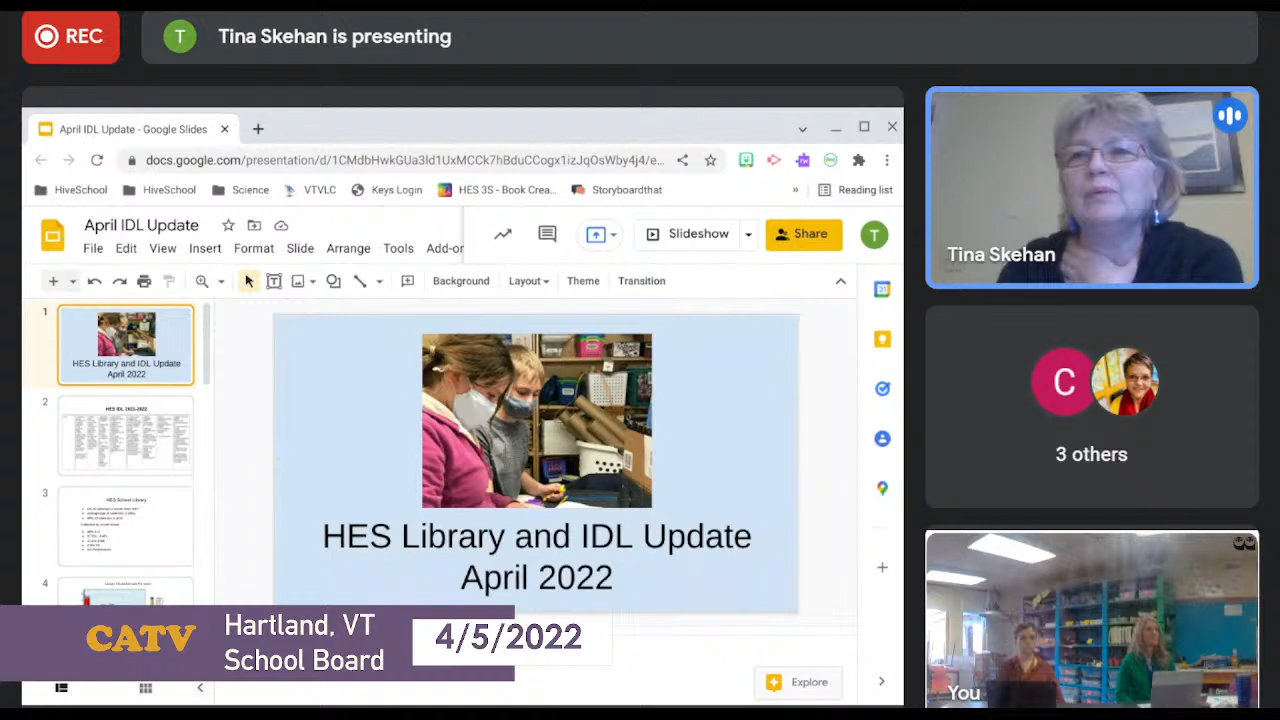 REC
T
Tina Skehan is presenting
April IDL Update - Google Slides
docs.google.com/presentation/d/1CMdbHwkGUa3ld1UxMCCk7hBduCCogx1izJqOsWby4j4/e...
HiveSchool
HiveSchool
Science
VTVLC
Keys Login
HES 3S - Book Crea...
Storyboardthat
»
Reading list
April IDL Update
File Edit View Insert Format Slide Arrange Tools Add-or
Slideshow
Share
T
Background
Layout
Theme
Transition
1
HES Library and IDL Update
April 2022
2
HES IDL 2021-2022
3
HES School Library
4
HES Library and IDL Update
April 2022
Explore
Tina Skehan
C
3 others
You
CATV
Hartland, VT
School Board
4/5/2022